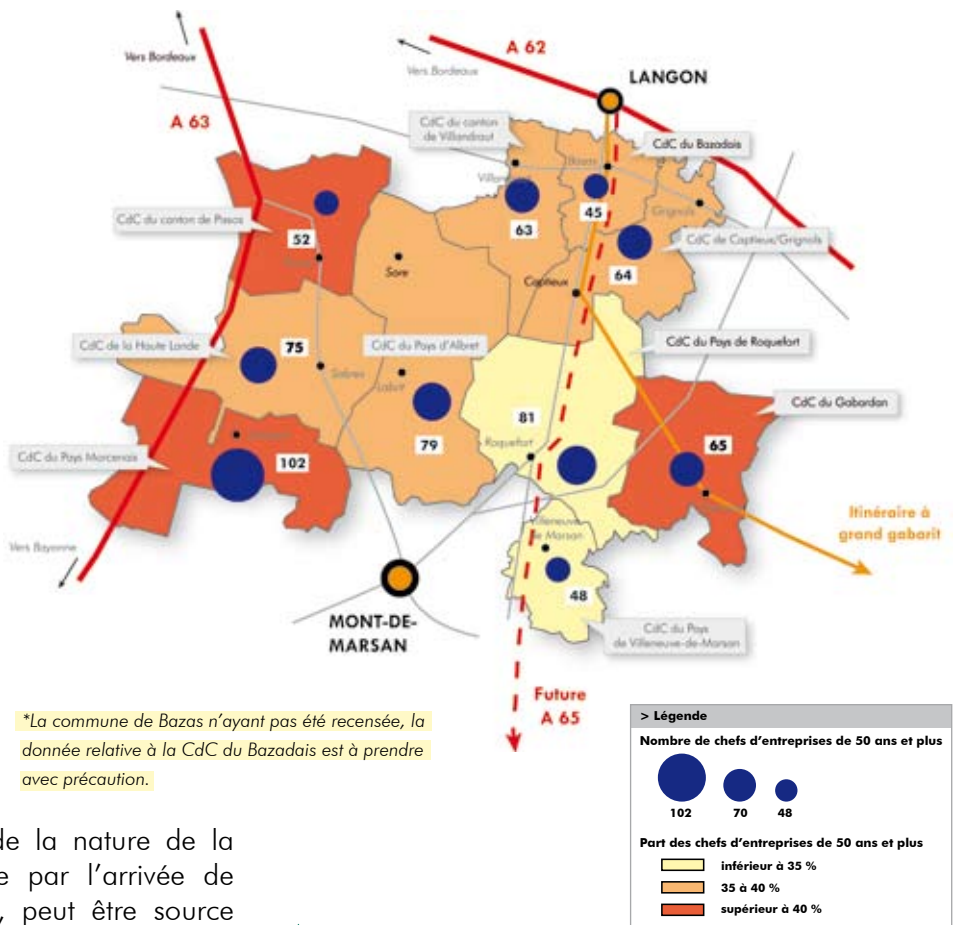 Vers Bordeaux
A 62
LANGON
Vers Bordeaux
A 63
CdC du canton
de Villandraut
CdC du Bazadais
Bazas
Grignols
CdC du canton de Pissos
52
63
45
CdC de Captieux/Grignols
64
Sore
Captieux
CdC de la Haute Lande
75
CdC du Pays d'Albret
CdC du Pays de Roquefort
Sabres
Labrit
CdC du Gabardan
81
65
79
Roquefort
CdC du Pays Morcenais
102
Villeneuve
de Marsan
Itinéraire à
grand gabarit
Vers Bayonne
48
MONT-DE-
MARSAN
CdC du Pays
de Villeneuve-de-Marsan
Future
A 65
*La commune de Bazas n'ayant pas été recensée, la
donnée relative à la CdC du Bazadais est à prendre
avec précaution.
> Légende
Nombre de chefs d'entreprises de 50 ans et plus
102 70 48
Part des chefs d'entreprises de 50 ans et plus
inférieur à 35 %
35 à 40 %
supérieur à 40 %
de la nature de la
par l'arrivée de
peut être source